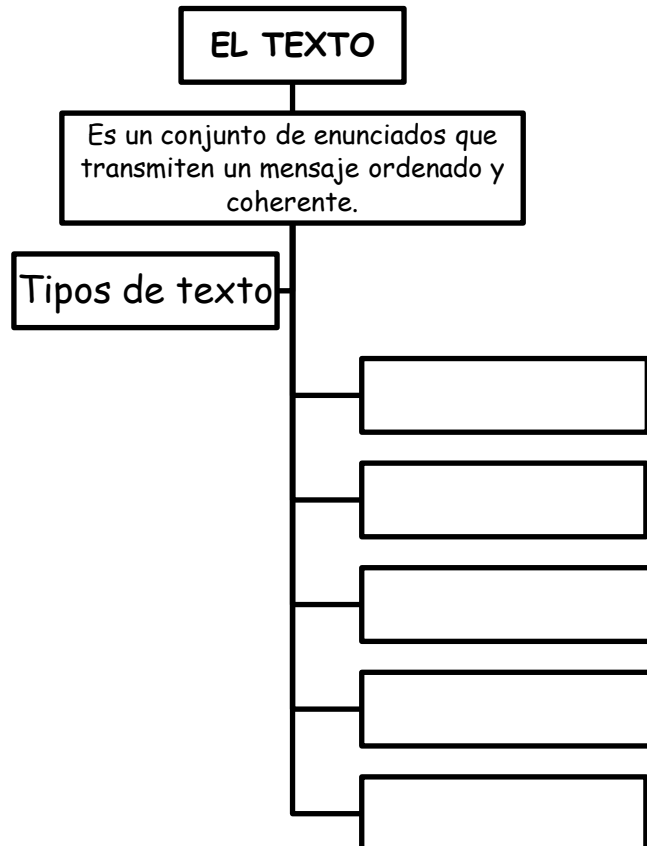 EL TEXTO
Es un conjunto de enunciados que
transmiten un mensaje ordenado y
coherente.
Tipos de texto